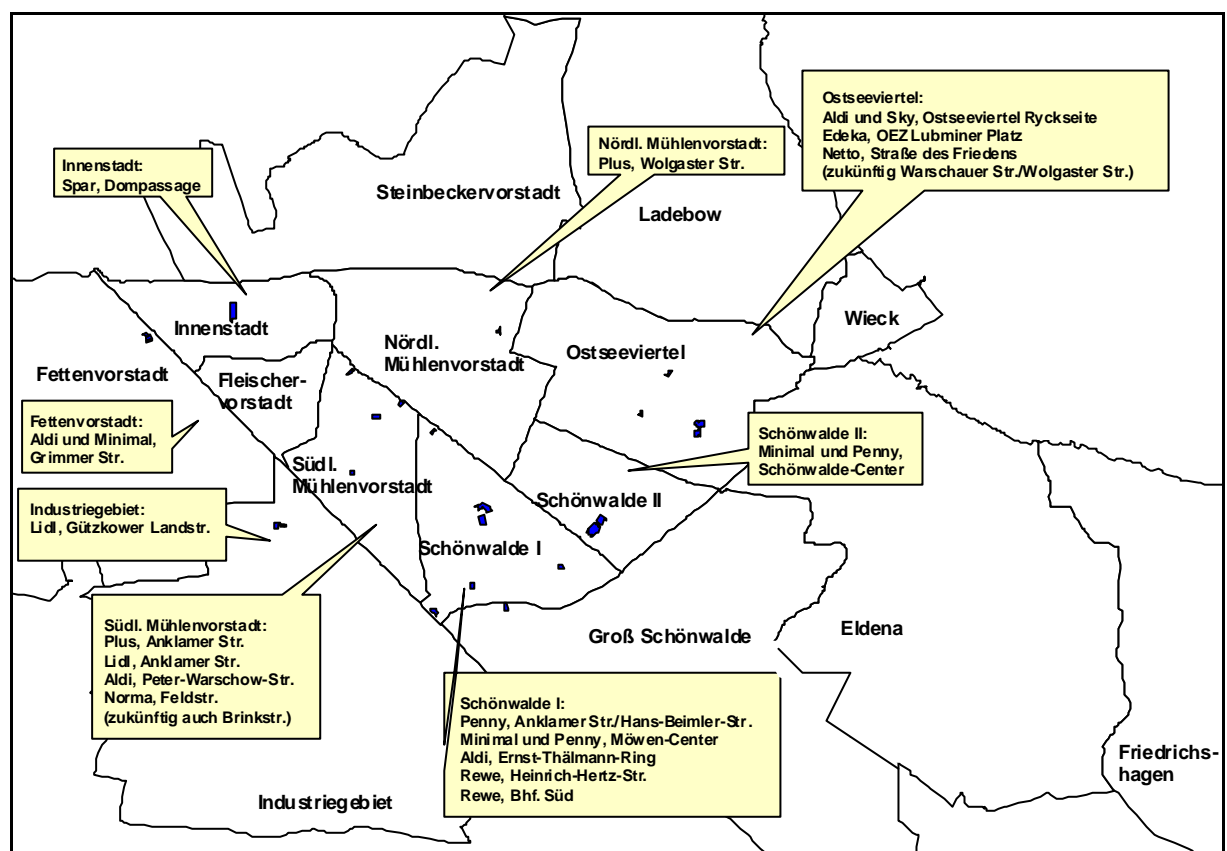 Ostseeviertel:
Aldi und Sky, Ostseeviertel Ryckseite
Edeka, OEZ Lubminer Platz
Netto, Straße des Friedens
(zukünftig Warschauer Str./Wolgaster Str.)
Nördl. Mühlenvorstadt:
Plus, Wolgaster Str.
Innenstadt:
Spar, Dompassage
Steinbeckervorstadt
Ladebow
Wieck
Innenstadt
Nördl.
Mühlenvorstadt
Ostseeviertel
Fettenvorstadt
Fleischer-
vorstadt
Fettenvorstadt:
Aldi und Minimal,
Grimmer Str.
Schönwalde II:
Minimal und Penny,
Schönwalde-Center
Südl.
Mühlenvorstadt
Schönwalde II
Industriegebiet:
Lidl, Gützkower Landstr.
Schönwalde I
Südl. Mühlenvorstadt:
Plus, Anklamer Str.
Lidl, Anklamer Str.
Aldi, Peter-Warschow-Str.
Norma, Feldstr.
(zukünftig auch Brinkstr.)
Groß Schönwalde
Eldena
Schönwalde I:
Penny, Anklamer Str./Hans-Beimler-Str.
Minimal und Penny, Möwen-Center
Aldi, Ernst-Thälmann-Ring
Rewe, Heinrich-Hertz-Str.
Rewe, Bhf. Süd
Friedrichs-
hagen
Industriegebiet